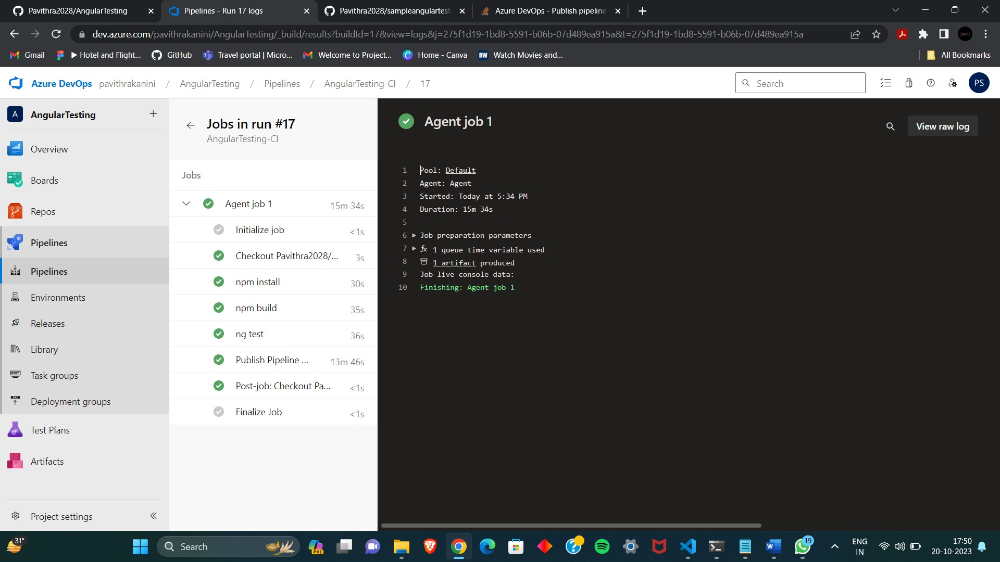 Pavithra2028/AngularTesting
Pipelines - Run 17 logs
Pavithra2028/sampleangulartest
Azure DevOps - Publish pipeline
dev.azure.com/pavithrakanini/AngularTesting/_build/results?buildId=17&view=logs&j=275f1d19-1bd8-5591-b06b-07d489ea915a&t=275f1d19-1bd8-5591-b06b-07d489ea915a
PAVI
Gmail
Hotel and Flight...
GitHub
Travel portal | Micro...
Welcome to Project...
Home - Canva
BW Watch Movies and...
All Bookmarks
Azure DevOps pavithrakanini / AngularTesting / Pipelines / AngularTesting-CI / 17
Search
PS
A AngularTesting
Overview
Boards
Repos
Pipelines
Pipelines
Environments
Releases
Library
Task groups
Deployment groups
Test Plans
Artifacts
Project settings
Jobs in run #17
AngularTesting-CI
Jobs
Agent job 1 15m 34s
Initialize job <1s
Checkout Pavithra2028/... 3s
npm install 30s
npm build 35s
ng test 36s
Publish Pipeline ... 13m 46s
Post-job: Checkout Pa... <1s
Finalize Job <1s
Agent job 1
View raw log
1 Pool: Default
2 Agent: Agent
3 Started: Today at 5:34 PM
4 Duration: 15m 34s
5
6 Job preparation parameters
7 fx 1 queue time variable used
8 1 artifact produced
9 Job live console data:
10 Finishing: Agent job 1
31°
Search
PRE
19
ENG
IN
17:50
20-10-2023